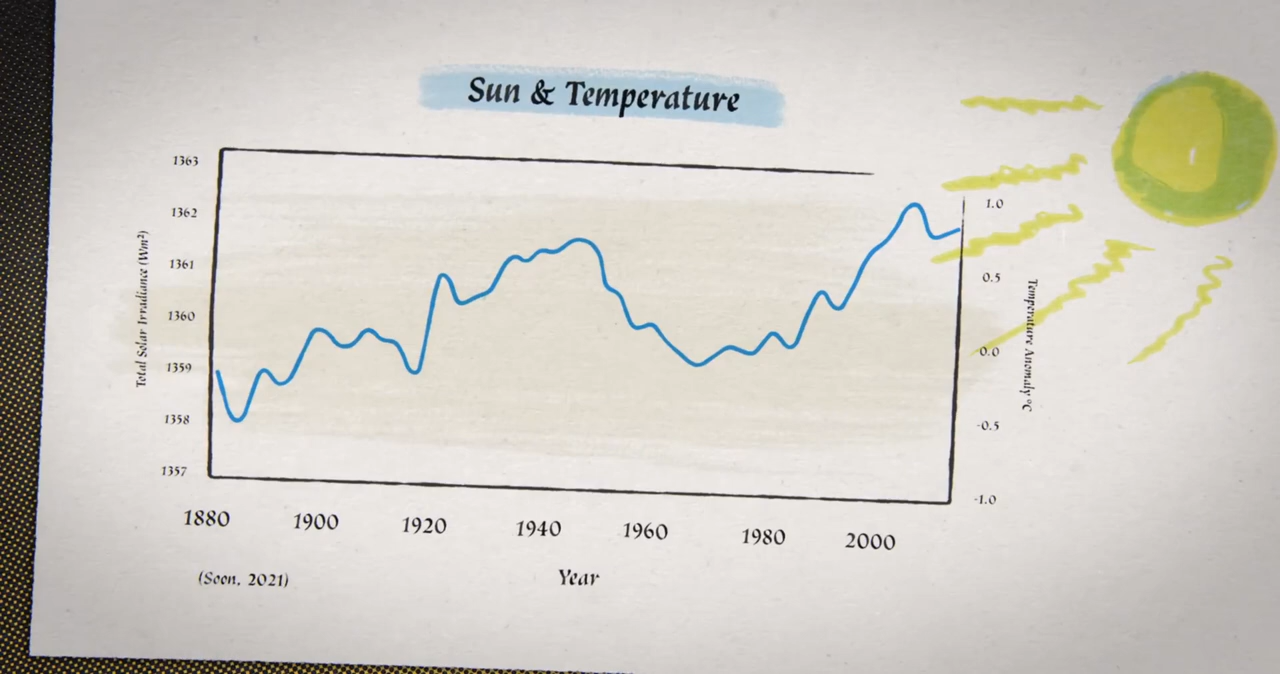 Sun & Temperature
1363
1362
1361
1360
1359
1358
1357
Total Solar Irradiance (Wm²)
1.0
0.5
0.0
-0.5
-1.0
Temperature Anomaly °C
1880 1900 1920 1940 1960 1980 2000
(Soon, 2021)
Year